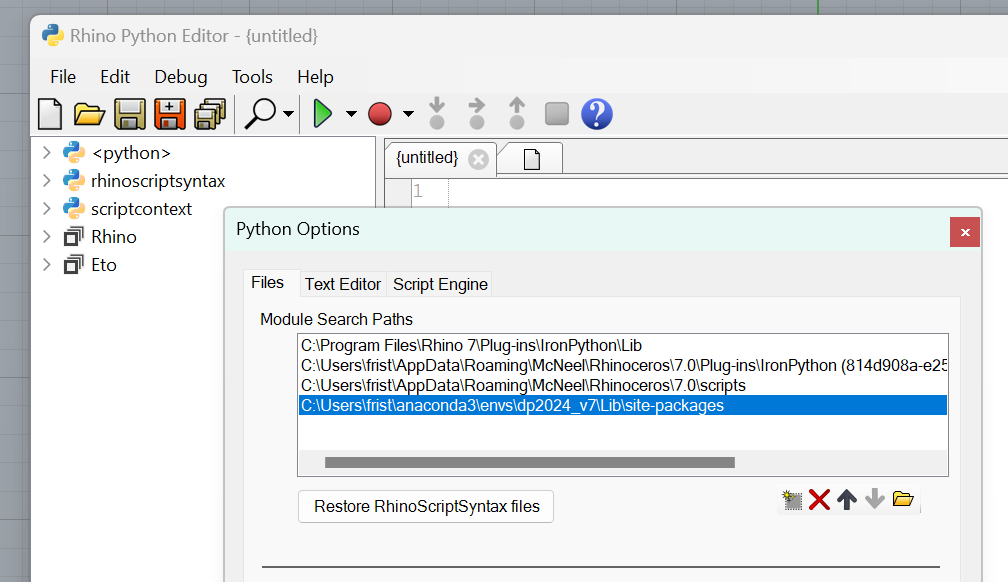 Rhino Python Editor - {untitled}
File Edit Debug Tools Help
<python>
rhinoscriptsyntax
scriptcontext
Rhino
Eto
{untitled}
1
Python Options
Files Text Editor Script Engine
Module Search Paths
C:\Program Files\Rhino 7\Plug-ins\IronPython\Lib
C:\Users\frist\AppData\Roaming\McNeel\Rhinoceros\7.0\Plug-ins\IronPython (814d908a-e25
C:\Users\frist\AppData\Roaming\McNeel\Rhinoceros\7.0\scripts
C:\Users\frist\anaconda3\envs\dp2024_v7\Lib\site-packages
Restore RhinoScriptSyntax files